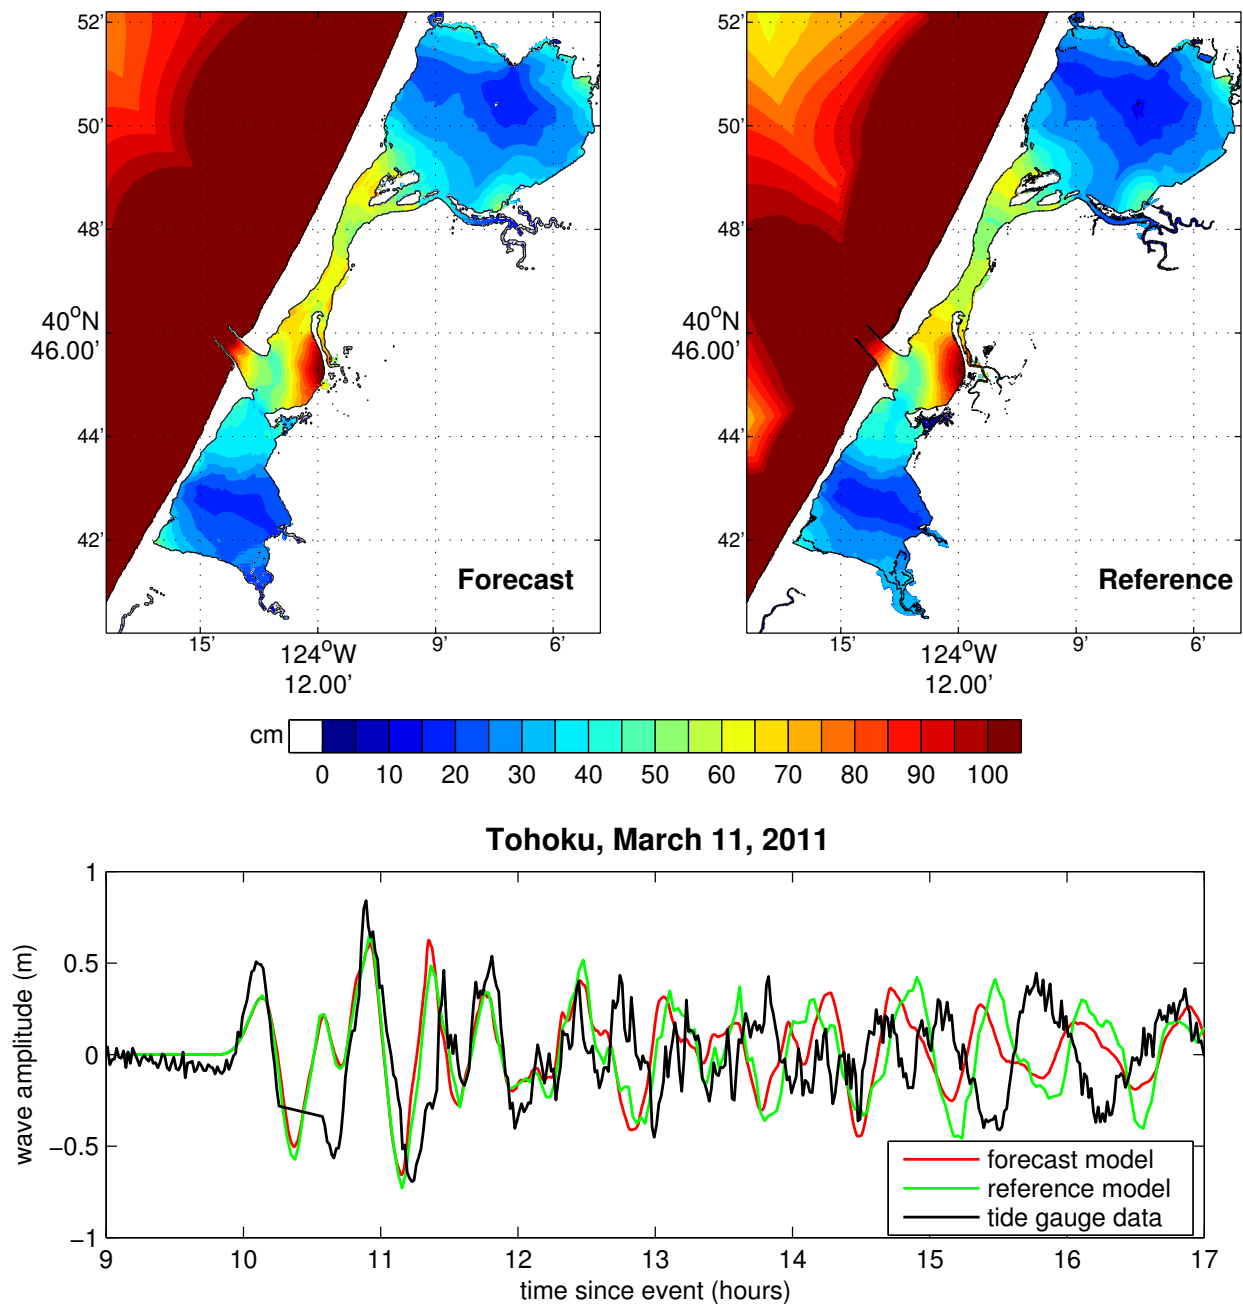 52' 52'
50' 50'
48' 48'
40°N 40°N
46.00' 46.00'
44' 44'
42' 42'
Forecast Reference
15' 124°W 9' 6' 15' 124°W 9' 6'
12.00' 12.00'
cm
0 10 20 30 40 50 60 70 80 90 100
Tohoku, March 11, 2011
1
0.5
0
−0.5
−1
wave amplitude (m)
forecast model
reference model
tide gauge data
9 10 11 12 13 14 15 16 17
time since event (hours)